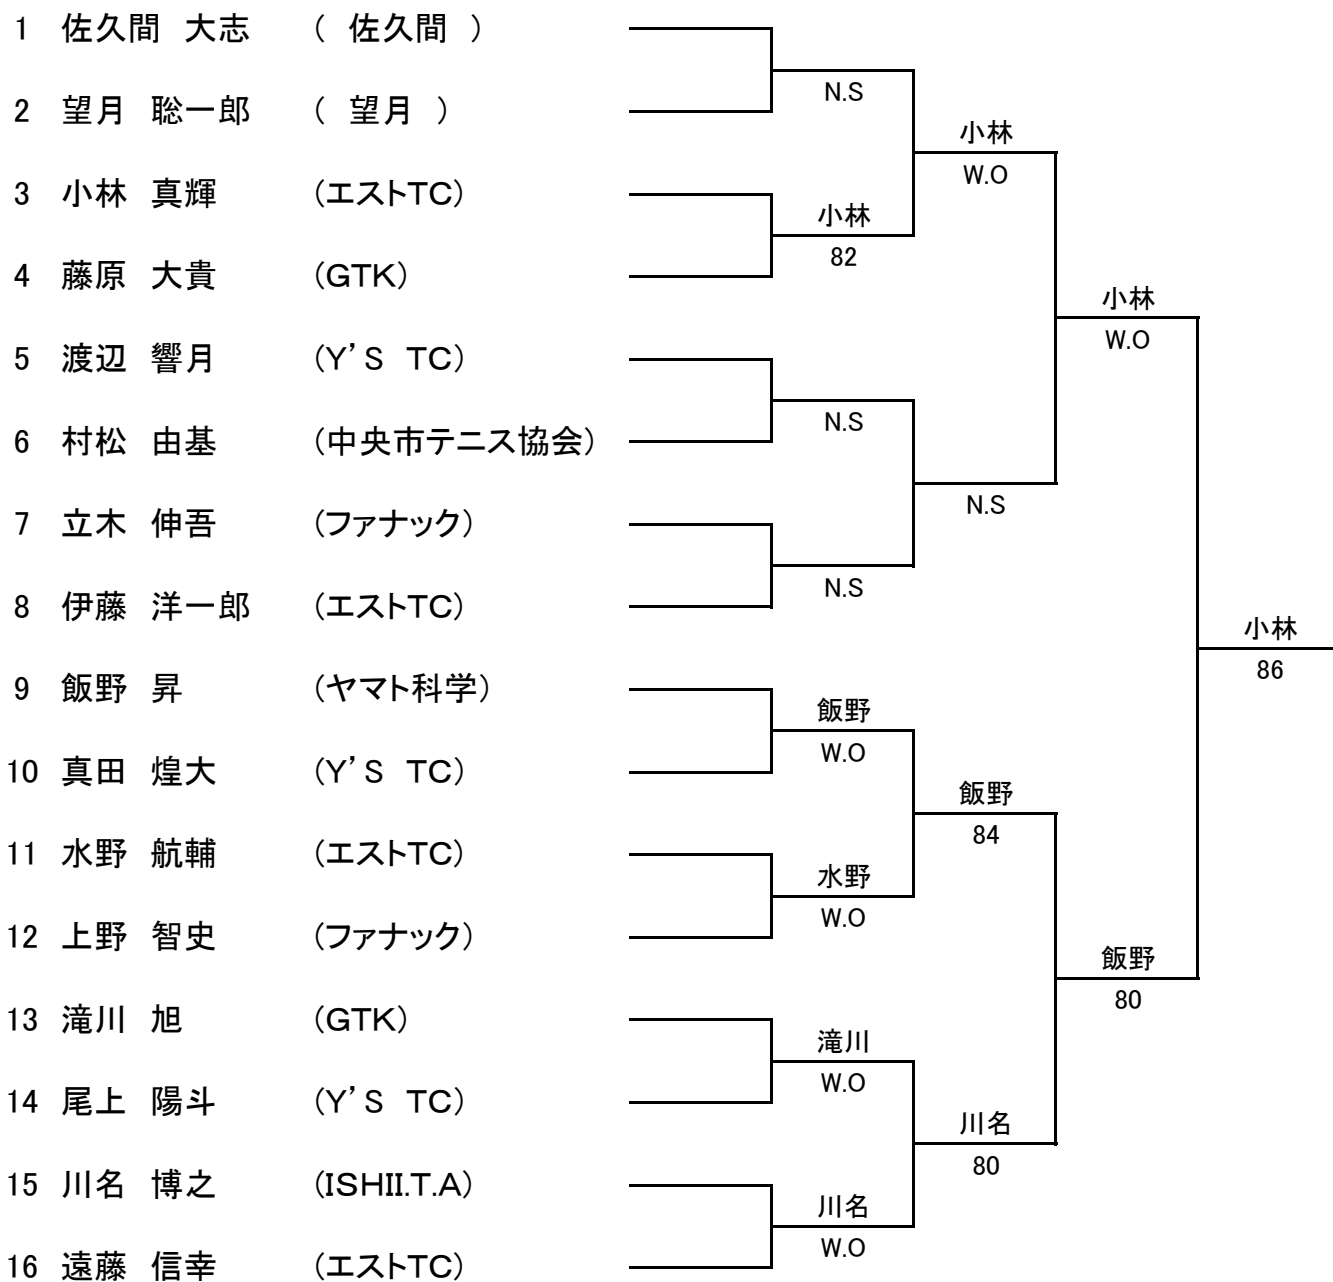 1 佐久間 大志 ( 佐久間 )
N.S
2 望月 聡一郎 ( 望月 )
小林
W.O
3 小林 真輝 (エストTC)
小林
82
4 藤原 大貴 (GTK)
小林
W.O
5 渡辺 響月 (Y'S TC)
N.S
6 村松 由基 (中央市テニス協会)
N.S
7 立木 伸吾 (ファナック)
N.S
8 伊藤 洋一郎 (エストTC)
小林
86
9 飯野 昇 (ヤマト科学)
飯野
W.O
10 真田 煌大 (Y'S TC)
飯野
84
11 水野 航輔 (エストTC)
水野
W.O
12 上野 智史 (ファナック)
飯野
80
13 滝川 旭 (GTK)
滝川
W.O
14 尾上 陽斗 (Y'S TC)
川名
80
15 川名 博之 (ISHII.T.A)
川名
W.O
16 遠藤 信幸 (エストTC)